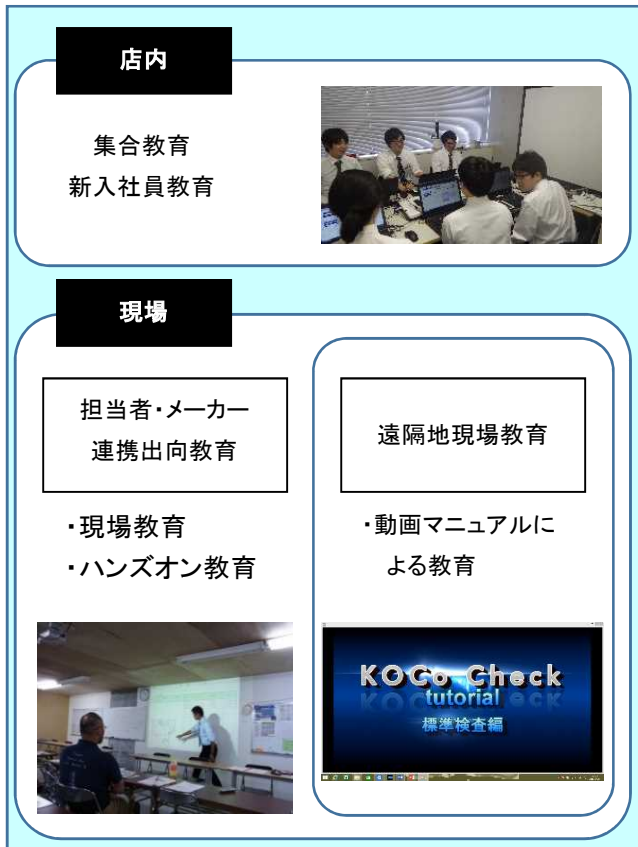 店内
集合教育
新入社員教育
現場
担当者・メーカー
連携出向教育
・現場教育
・ハンズオン教育
遠隔地現場教育
・動画マニュアルに
よる教育
KOCo Check
tutorial
標準検査編